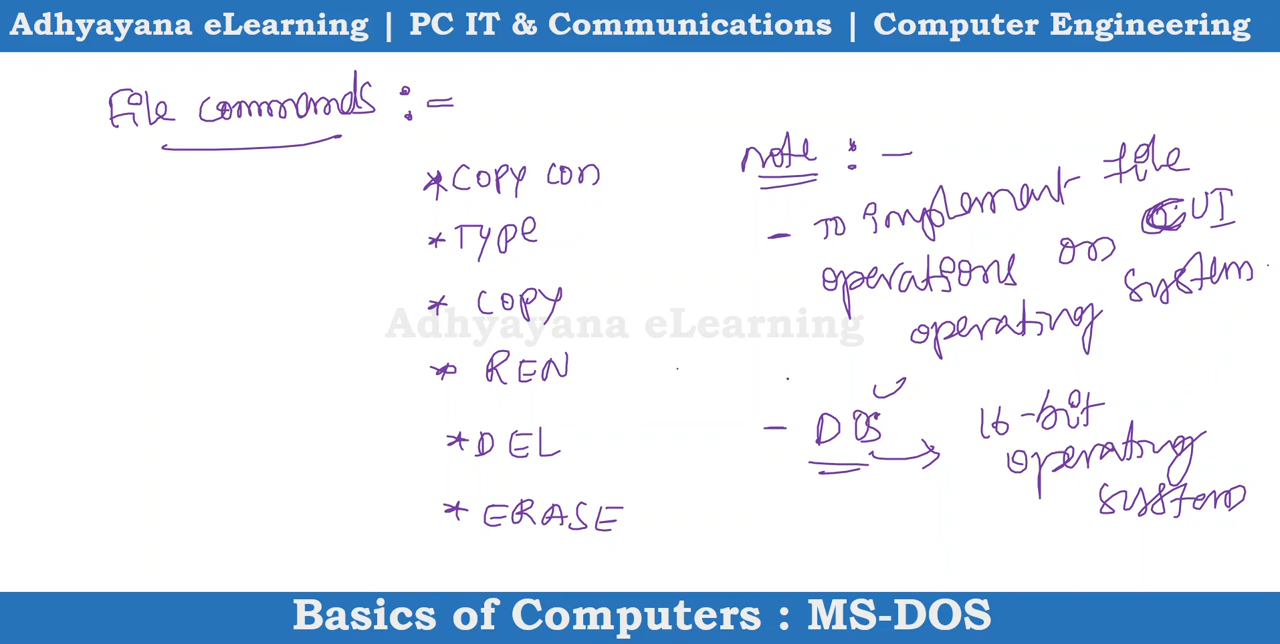 Adhyayana eLearning | PC IT & Communications | Computer Engineering
File commands :=
* COPY CON
* TYPE
* COPY
* REN
* DEL
* ERASE
note : -
- TO implement file
operations on CUI
operating system
- DOS → 16-bit
operating
system
Adhyayana eLearning
Basics of Computers : MS-DOS